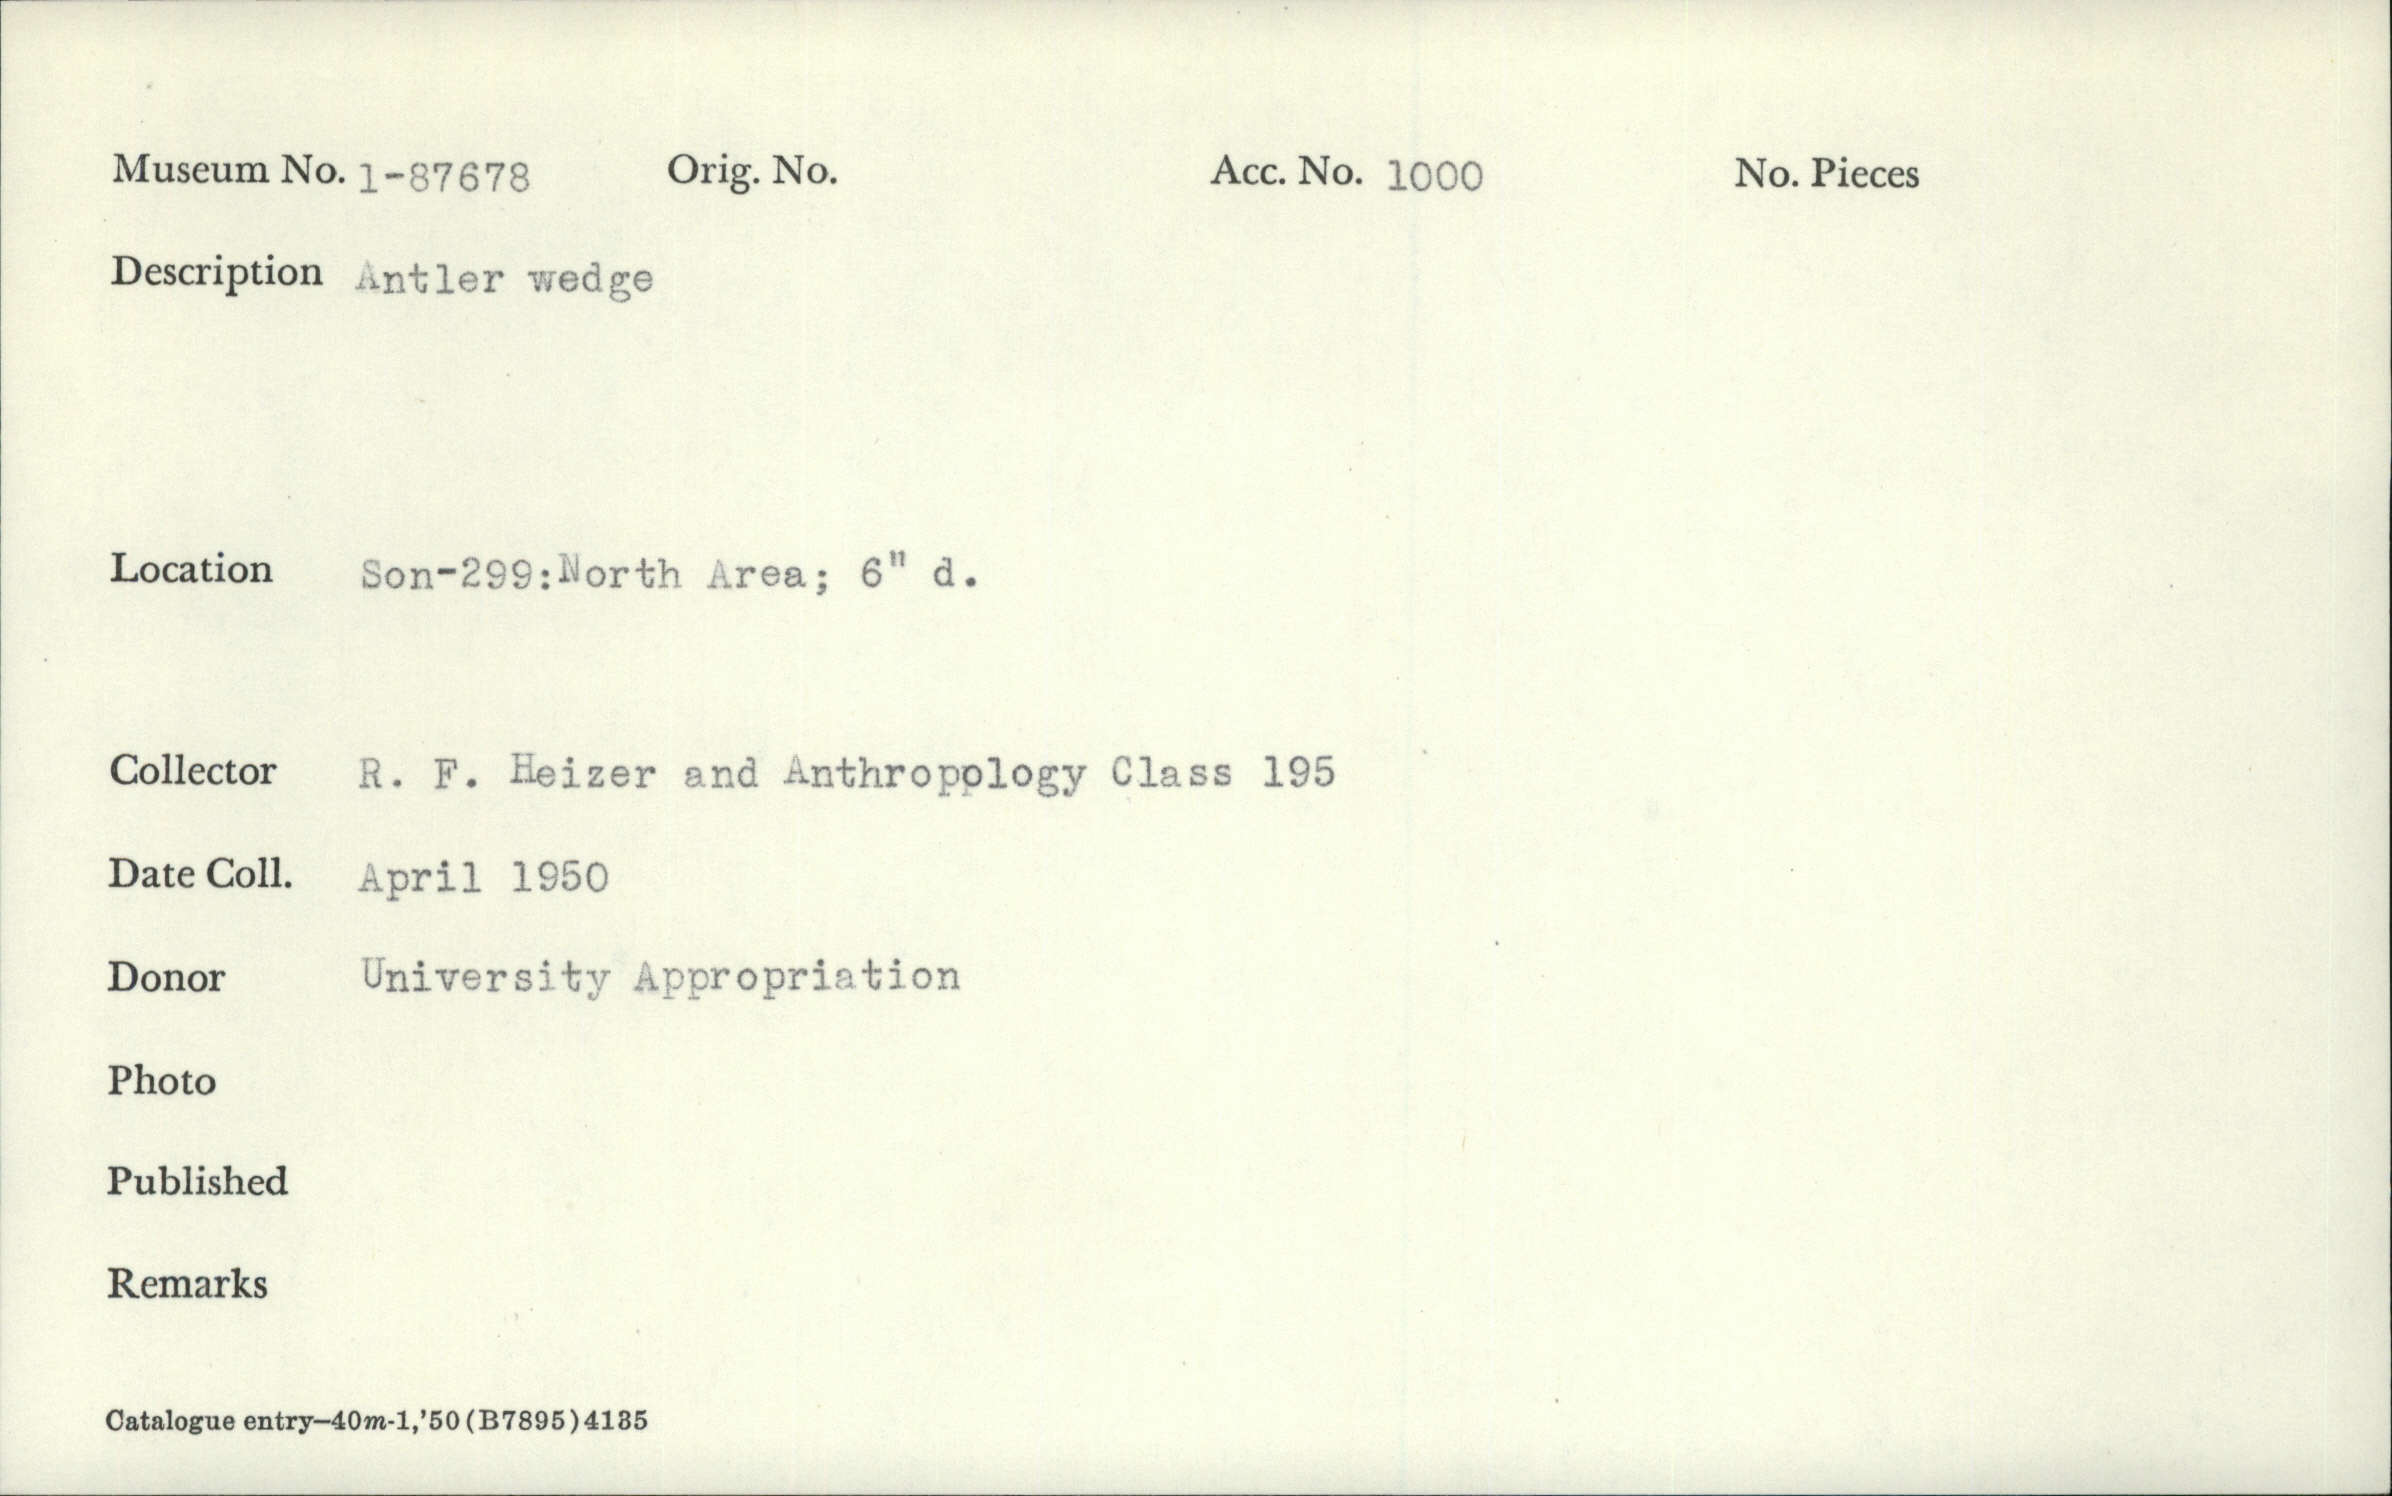 Museum No. 1-87678 Orig. No. Acc. No. 1000 No. Pieces
Description Antler wedge
Location Son-299:North Area; 6" d.
Collector R. F. Heizer and Anthropology Class 195
Date Coll. April 1950
Donor University Appropriation
Photo
Published
Remarks
Catalogue entry—40m-1,'50(B7895)4135